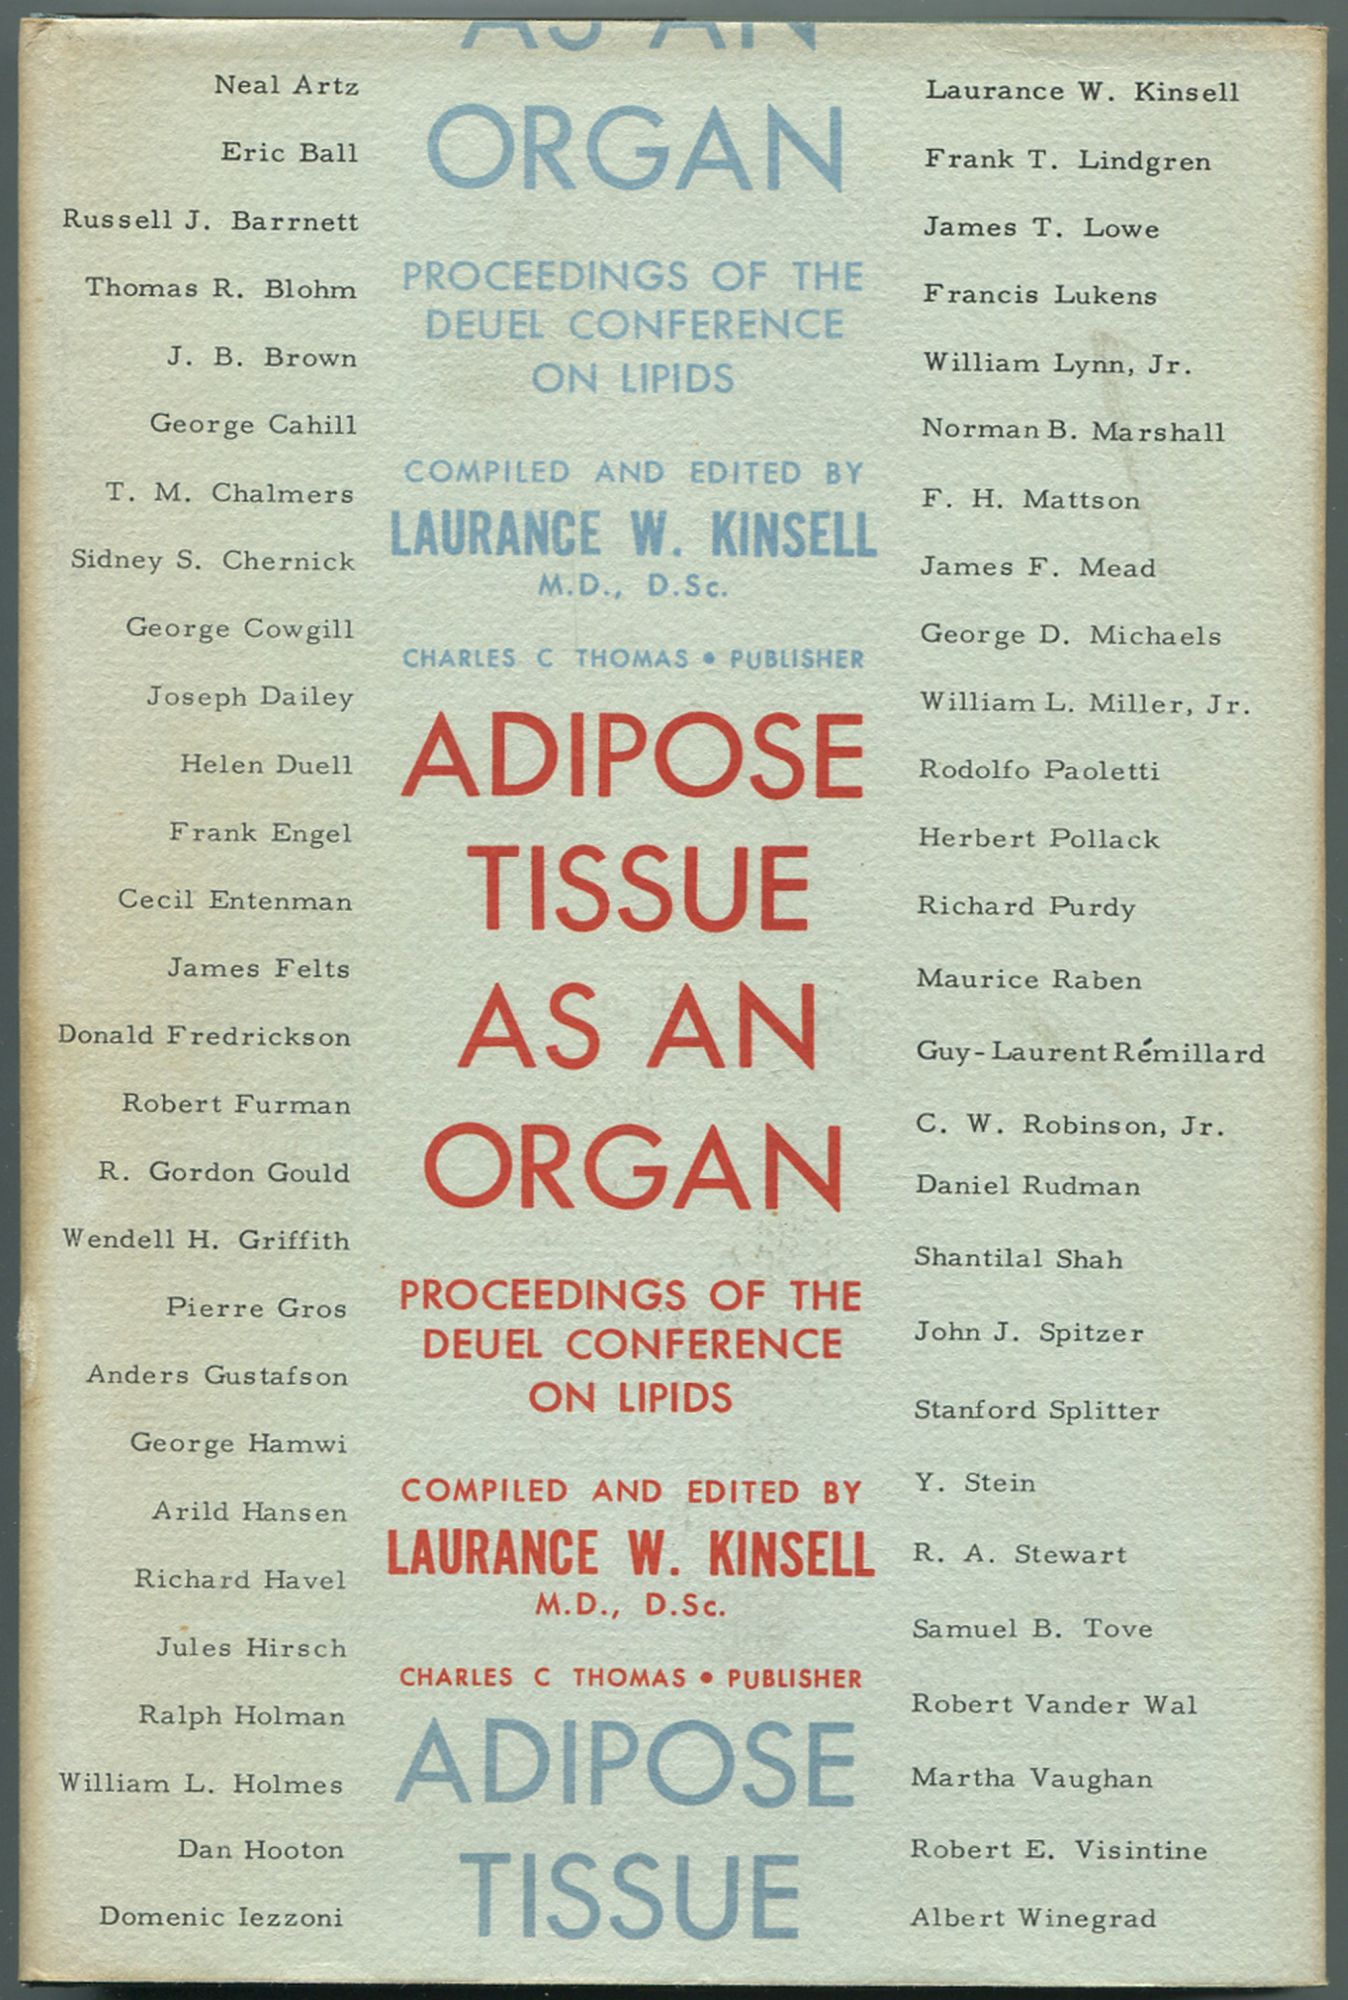 Neal Artz
Eric Ball
Russell J. Barrnett
Thomas R. Blohm
J. B. Brown
George Cahill
T. M. Chalmers
Sidney S. Chernick
George Cowgill
Joseph Dailey
Helen Duell
Frank Engel
Cecil Entenman
James Felts
Donald Fredrickson
Robert Furman
R. Gordon Gould
Wendell H. Griffith
Pierre Gros
Anders Gustafson
George Hamwi
Arild Hansen
Richard Havel
Jules Hirsch
Ralph Holman
William L. Holmes
Dan Hooton
Domenic Iezzoni
AS AN
ORGAN
PROCEEDINGS OF THE
DEUEL CONFERENCE
ON LIPIDS
COMPILED AND EDITED BY
LAURANCE W. KINSELL
M.D., D.Sc.
CHARLES C THOMAS • PUBLISHER
ADIPOSE
TISSUE
AS AN
ORGAN
PROCEEDINGS OF THE
DEUEL CONFERENCE
ON LIPIDS
COMPILED AND EDITED BY
LAURANCE W. KINSELL
M.D., D.Sc.
CHARLES C THOMAS • PUBLISHER
ADIPOSE
TISSUE
Laurance W. Kinsell
Frank T. Lindgren
James T. Lowe
Francis Lukens
William Lynn, Jr.
Norman B. Marshall
F. H. Mattson
James F. Mead
George D. Michaels
William L. Miller, Jr.
Rodolfo Paoletti
Herbert Pollack
Richard Purdy
Maurice Raben
Guy-Laurent Rémillard
C. W. Robinson, Jr.
Daniel Rudman
Shantilal Shah
John J. Spitzer
Stanford Splitter
Y. Stein
R. A. Stewart
Samuel B. Tove
Robert Vander Wal
Martha Vaughan
Robert E. Visintine
Albert Winegrad